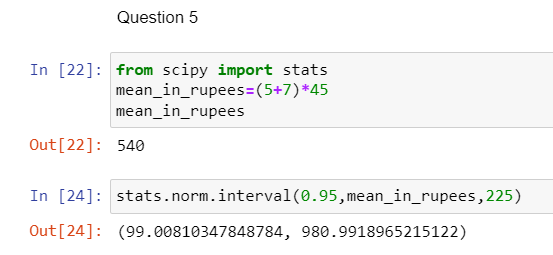 Question 5
In [22]: from scipy import stats
mean_in_rupees=(5+7)*45
mean_in_rupees
Out[22]: 540
In [24]: stats.norm.interval(0.95,mean_in_rupees,225)
Out[24]: (99.00810347848784, 980.9918965215122)